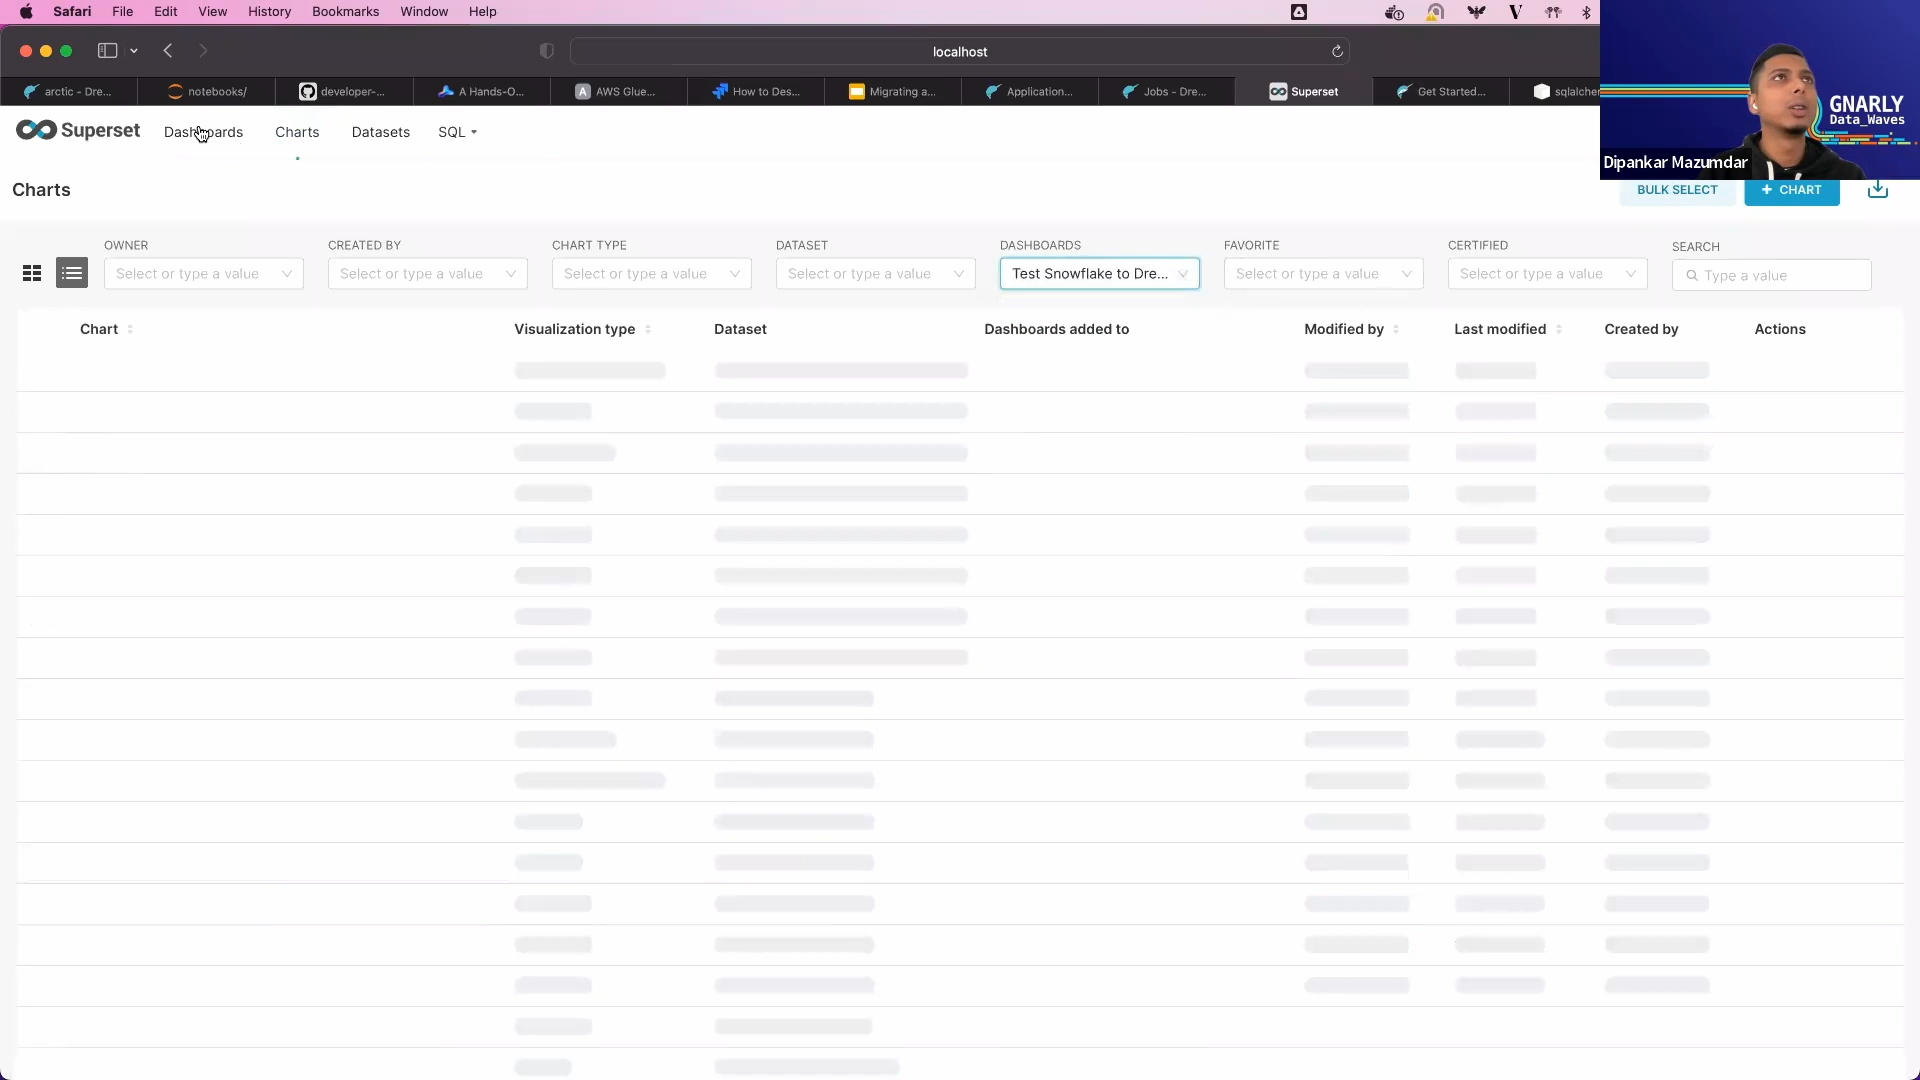 Safari File Edit View History Bookmarks Window Help
localhost
arctic - Dre... notebooks/ developer-... A Hands-O... AWS Glue... How to Des... Migrating a... Application... Jobs - Dre... Superset Get Started... sqlalche
GNARLY
Data_Waves
Dipankar Mazumdar
Superset Dashboards Charts Datasets SQL
Charts
BULK SELECT + CHART
OWNER CREATED BY CHART TYPE DATASET DASHBOARDS FAVORITE CERTIFIED SEARCH
Select or type a value Select or type a value Select or type a value Select or type a value Test Snowflake to Dre... Select or type a value Select or type a value Type a value
Chart Visualization type Dataset Dashboards added to Modified by Last modified Created by Actions